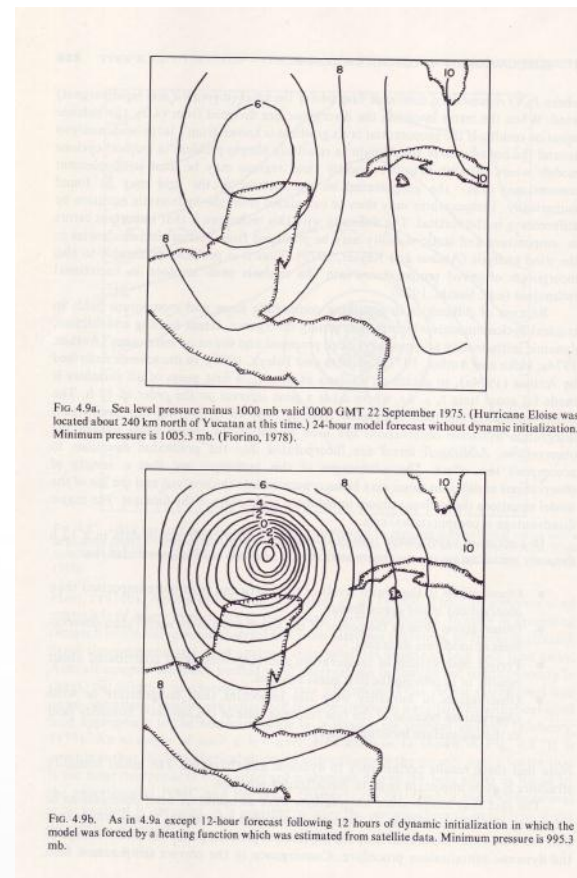 8
10
6
10
8
FIG. 4.9a. Sea level pressure minus 1000 mb valid 0000 GMT 22 September 1975. (Hurricane Eloise was
located about 240 km north of Yucatan at this time.) 24-hour model forecast without dynamic initialization.
Minimum pressure is 1005.3 mb. (Fiorino, 1978).
6
8
10
4
2
0
-2
-4
10
8
FIG. 4.9b. As in 4.9a except 12-hour forecast following 12 hours of dynamic initialization in which the
model was forced by a heating function which was estimated from satellite data. Minimum pressure is 995.3
mb.